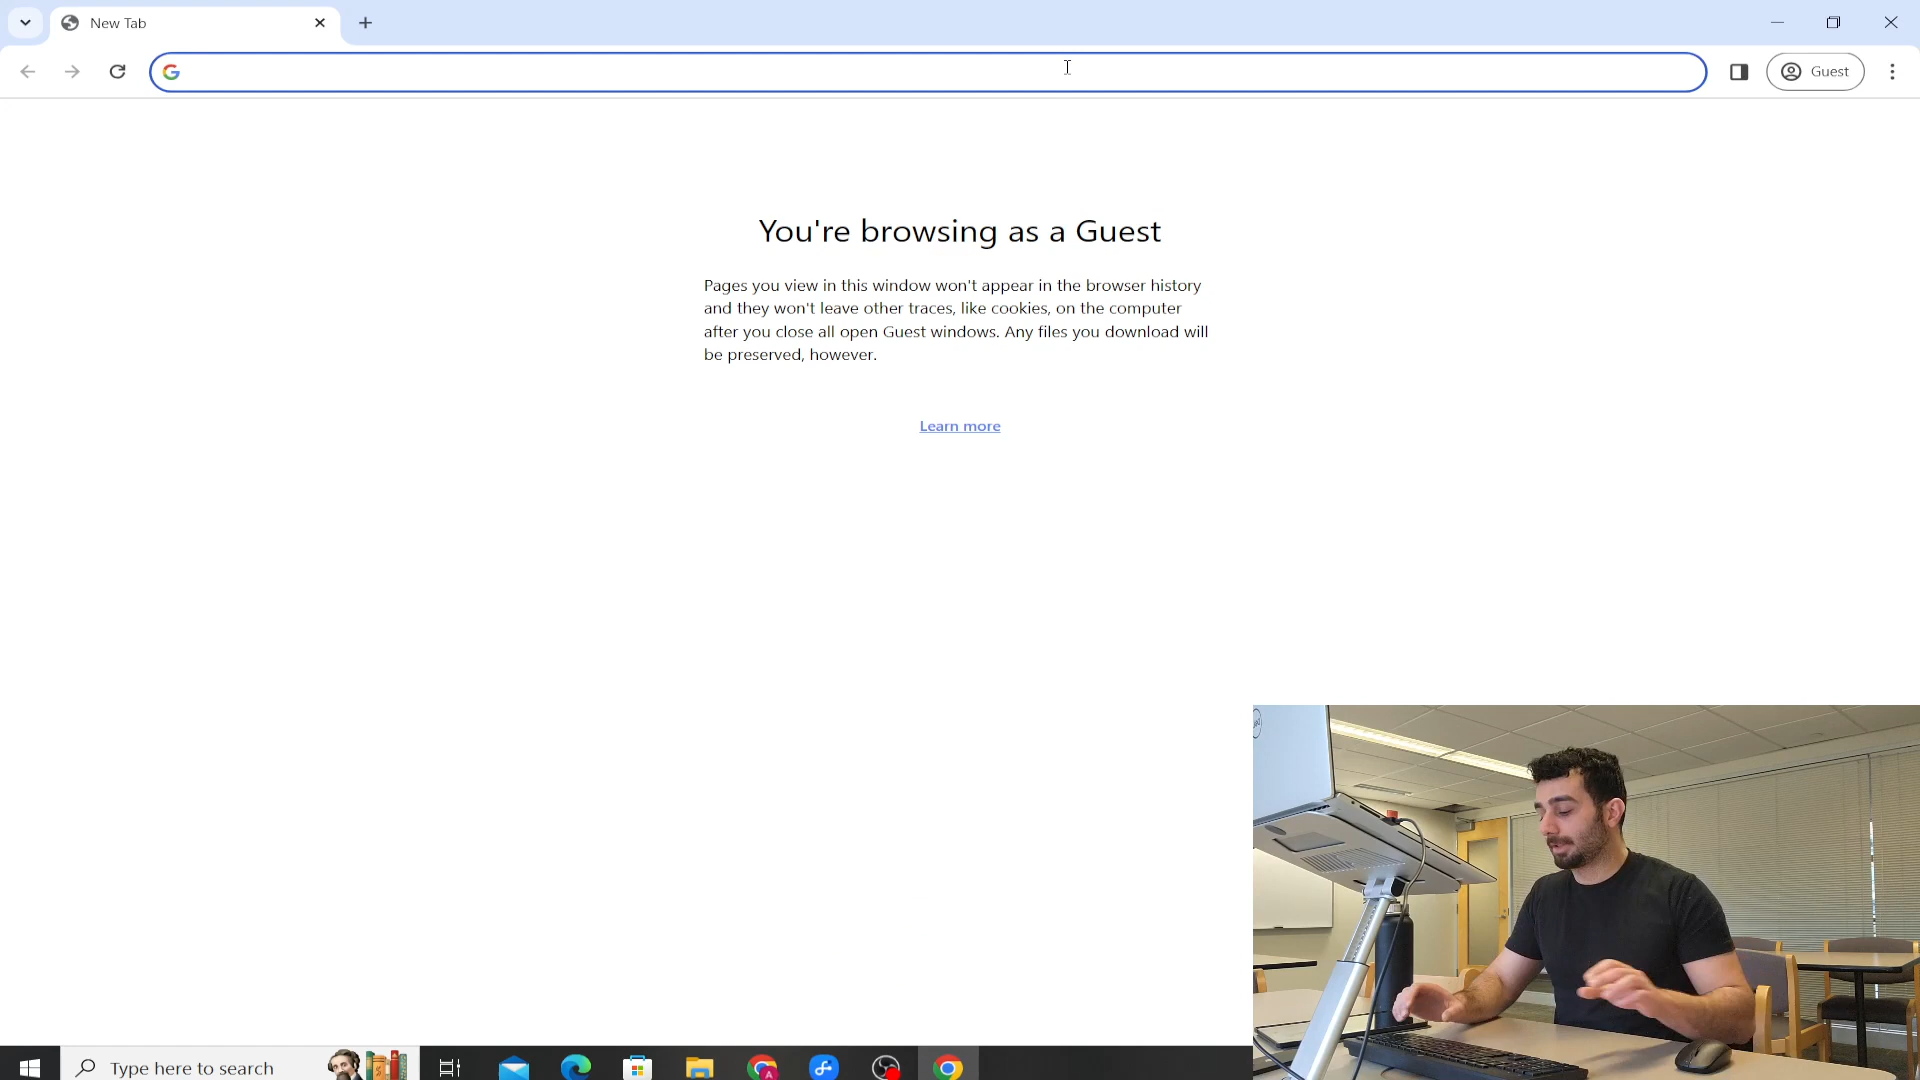 New Tab
Guest
You're browsing as a Guest
Pages you view in this window won't appear in the browser history
and they won't leave other traces, like cookies, on the computer
after you close all open Guest windows. Any files you download will
be preserved, however.
Learn more
Type here to search